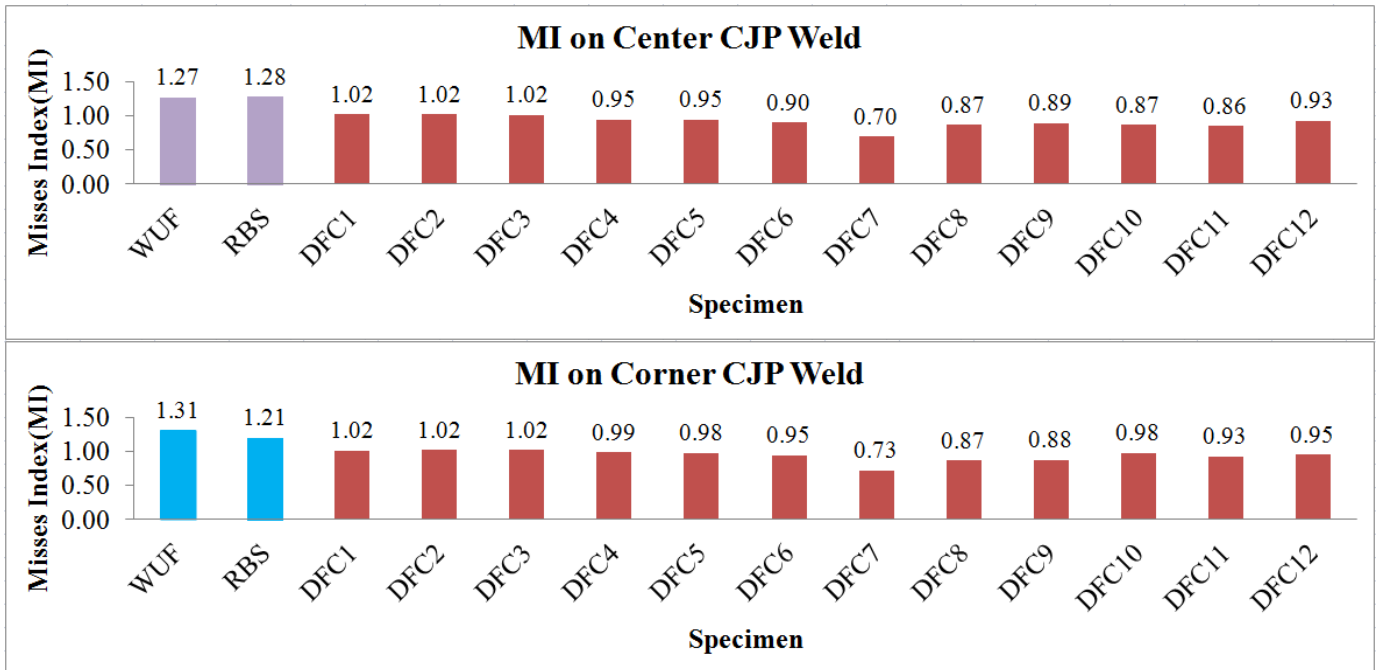 MI on Center CJP Weld
Misses Index(MI)
1.50
1.00
0.50
0.00
1.27 1.28 1.02 1.02 1.02 0.95 0.95 0.90 0.70 0.87 0.89 0.87 0.86 0.93
WUF RBS DFC1 DFC2 DFC3 DFC4 DFC5 DFC6 DFC7 DFC8 DFC9 DFC10 DFC11 DFC12
Specimen
MI on Corner CJP Weld
Misses Index(MI)
1.50
1.00
0.50
0.00
1.31 1.21 1.02 1.02 1.02 0.99 0.98 0.95 0.73 0.87 0.88 0.98 0.93 0.95
WUF RBS DFC1 DFC2 DFC3 DFC4 DFC5 DFC6 DFC7 DFC8 DFC9 DFC10 DFC11 DFC12
Specimen